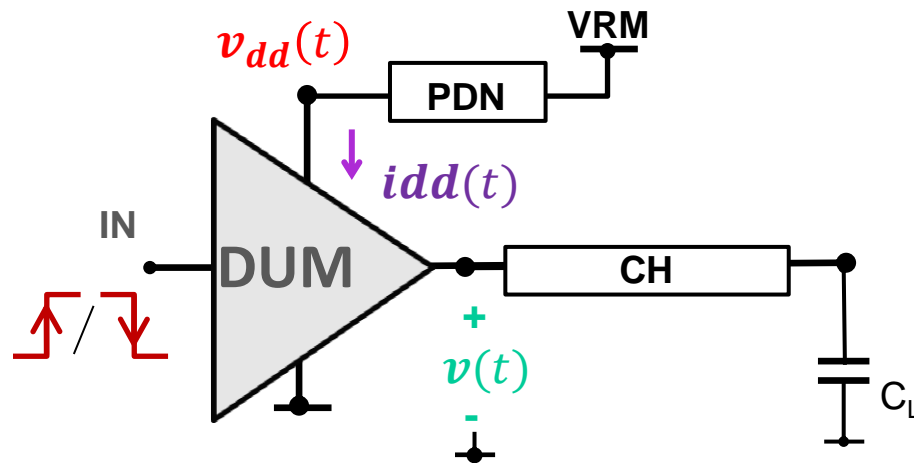 VRM
v_dd(t)
PDN
idd(t)
IN
DUM
CH
+
v(t)
-
C_L